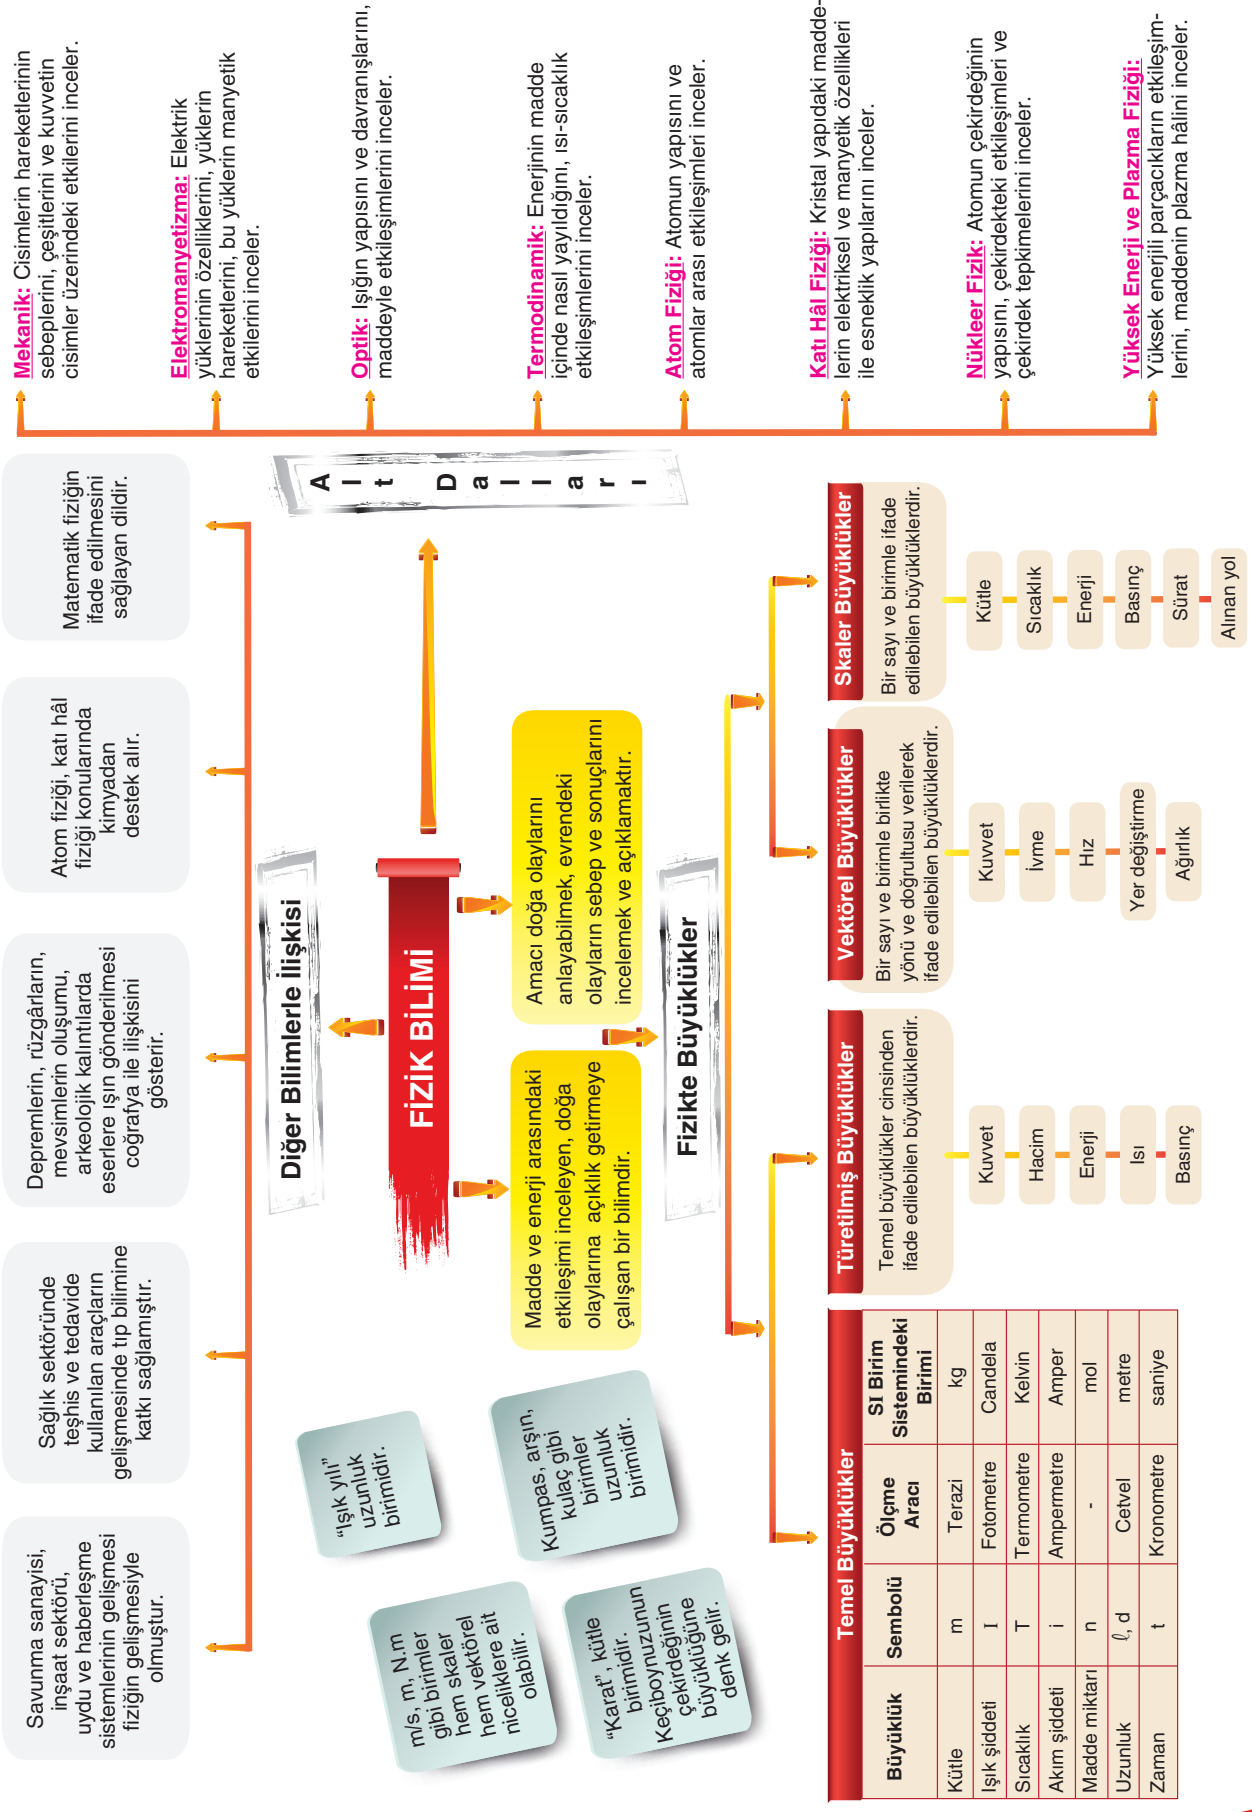 Savunma sanayisi,
inşaat sektörü,
uydu ve haberleşme
sistemlerinin gelişmesi
fiziğin gelişmesiyle
olmuştur.
Sağlık sektöründe
teşhis ve tedavide
kullanılan araçların
gelişmesinde tıp bilimine
katkı sağlamıştır.
Depremlerin, rüzgârların,
mevsimlerin oluşumu,
arkeolojik kalıntılarda
eserlere ışın gönderilmesi
coğrafya ile ilişkisini
gösterir.
Atom fiziği, katı hâl
fiziği konularında
kimyadan
destek alır.
Matematik fiziğin
ifade edilmesini
sağlayan dildir.
Diğer Bilimlerle İlişkisi
FİZİK BİLİMİ
Alt Dalları
Mekanik: Cisimlerin hareketlerinin
sebeplerini, çeşitlerini ve kuvvetin
cisimler üzerindeki etkilerini inceler.
Elektromanyetizma: Elektrik
yüklerinin özelliklerini, yüklerin
hareketlerini, bu yüklerin manyetik
etkilerini inceler.
Optik: Işığın yapısını ve davranışlarını,
maddeyle etkileşimlerini inceler.
Termodinamik: Enerjinin madde
içinde nasıl yayıldığını, ısı-sıcaklık
etkileşimlerini inceler.
Atom Fiziği: Atomun yapısını ve
atomlar arası etkileşimleri inceler.
Katı Hâl Fiziği: Kristal yapıdaki madde-
lerin elektriksel ve manyetik özellikleri
ile esneklik yapılarını inceler.
Nükleer Fizik: Atomun çekirdeğinin
yapısını, çekirdekteki etkileşimleri ve
çekirdek tepkimelerini inceler.
Yüksek Enerji ve Plazma Fiziği:
Yüksek enerjili parçacıkların etkileşim-
lerini, maddenin plazma hâlini inceler.
Madde ve enerji arasındaki
etkileşimi inceleyen, doğa
olaylarına açıklık getirmeye
çalışan bir bilimdir.
Amacı doğa olaylarını
anlayabilmek, evrendeki
olayların sebep ve sonuçlarını
incelemek ve açıklamaktır.
"Işık yılı"
uzunluk
birimidir.
m/s, m, N.m
gibi birimler
hem skaler
hem vektörel
niceliklere ait
olabilir.
Kumpas, arşın,
kulaç gibi
birimler
uzunluk
birimidir.
"Karat", kütle
birimidir.
Keçiboynuzunun
çekirdeğinin
büyüklüğüne
denk gelir.
Fizikte Büyüklükler
Temel Büyüklükler
Büyüklük Sembolü Ölçme Aracı SI Birim Sistemindeki Birimi
Kütle m Terazi kg
Işık şiddeti I Fotometre Candela
Sıcaklık T Termometre Kelvin
Akım şiddeti i Ampermetre Amper
Madde miktarı n - mol
Uzunluk ℓ, d Cetvel metre
Zaman t Kronometre saniye
Türetilmiş Büyüklükler
Temel büyüklükler cinsinden
ifade edilebilen büyüklüklerdir.
Kuvvet
Hacim
Enerji
Isı
Basınç
Vektörel Büyüklükler
Bir sayı ve birimle birlikte
yönü ve doğrultusu verilerek
ifade edilebilen büyüklüklerdir.
Kuvvet
İvme
Hız
Yer değiştirme
Ağırlık
Skaler Büyüklükler
Bir sayı ve birimle ifade
edilebilen büyüklüklerdir.
Kütle
Sıcaklık
Enerji
Basınç
Sürat
Alınan yol